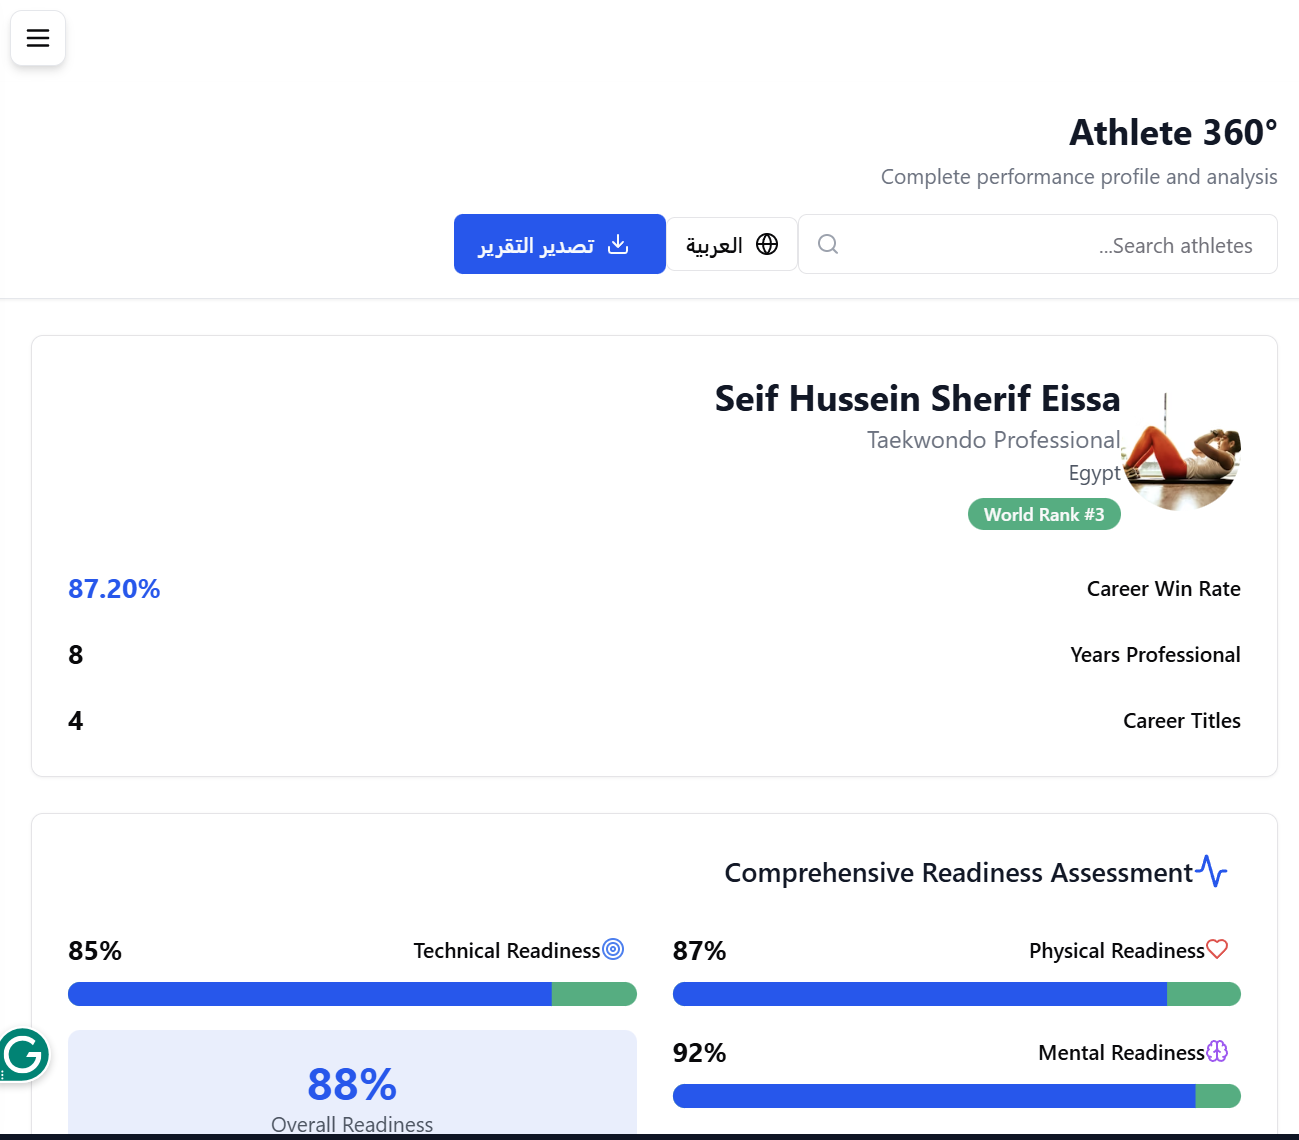 Athlete 360°
Complete performance profile and analysis
Search athletes...
العربية
تصدير التقرير
Seif Hussein Sherif Eissa
Taekwondo Professional
Egypt
World Rank #3
Career Win Rate
87.20%
Years Professional
8
Career Titles
4
Comprehensive Readiness Assessment
Physical Readiness
87%
Technical Readiness
85%
Mental Readiness
92%
88%
Overall Readiness